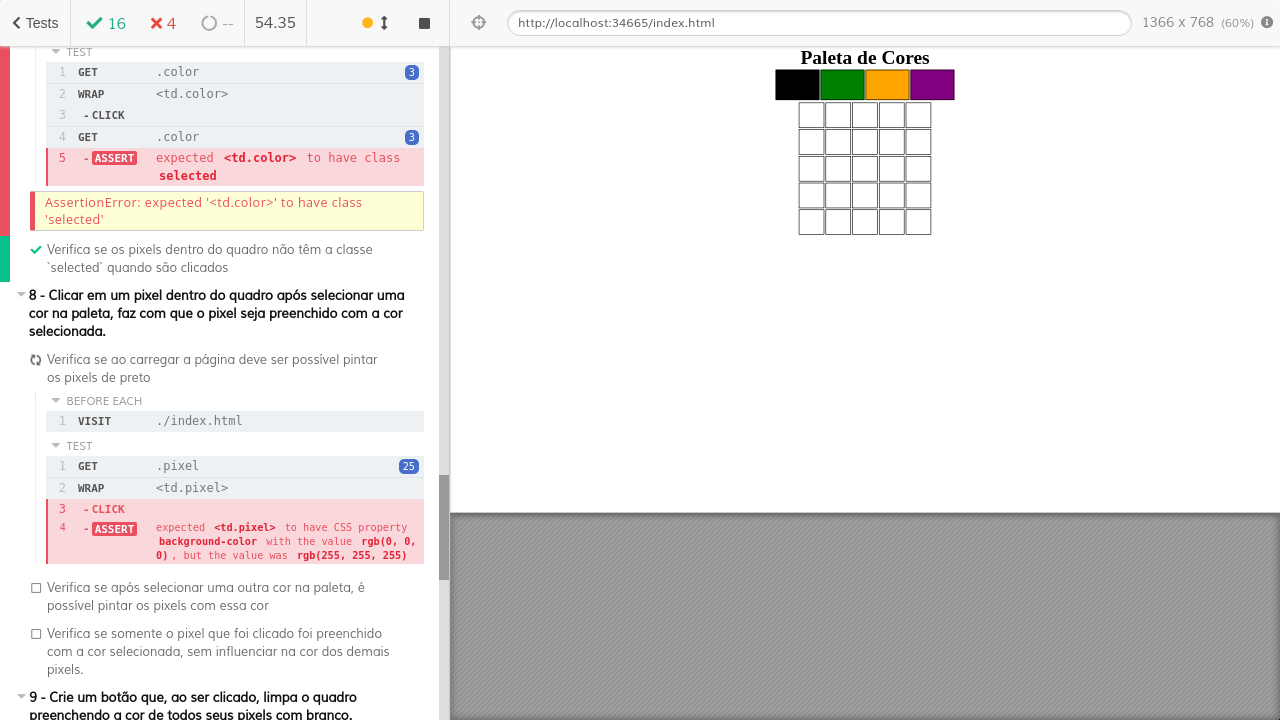 Tests 16 4 -- 54.35 http://localhost:34665/index.html 1366 x 768 (60%)
TEST
1 GET .color 3
2 WRAP <td.color>
3 - CLICK
4 GET .color 3
5 - ASSERT expected <td.color> to have class
selected
AssertionError: expected '<td.color>' to have class
'selected'
Verifica se os pixels dentro do quadro não têm a classe
`selected` quando são clicados
8 - Clicar em um pixel dentro do quadro após selecionar uma
cor na paleta, faz com que o pixel seja preenchido com a cor
selecionada.
Verifica se ao carregar a página deve ser possível pintar
os pixels de preto
BEFORE EACH
1 VISIT ./index.html
TEST
1 GET .pixel 25
2 WRAP <td.pixel>
3 - CLICK
4 - ASSERT expected <td.pixel> to have CSS property
background-color with the value rgb(0, 0,
0) , but the value was rgb(255, 255, 255)
Verifica se após selecionar uma outra cor na paleta, é
possível pintar os pixels com essa cor
Verifica se somente o pixel que foi clicado foi preenchido
com a cor selecionada, sem influenciar na cor dos demais
pixels.
9 - Crie um botão que, ao ser clicado, limpa o quadro
preenchendo a cor de todos seus pixels com branco.
Paleta de Cores